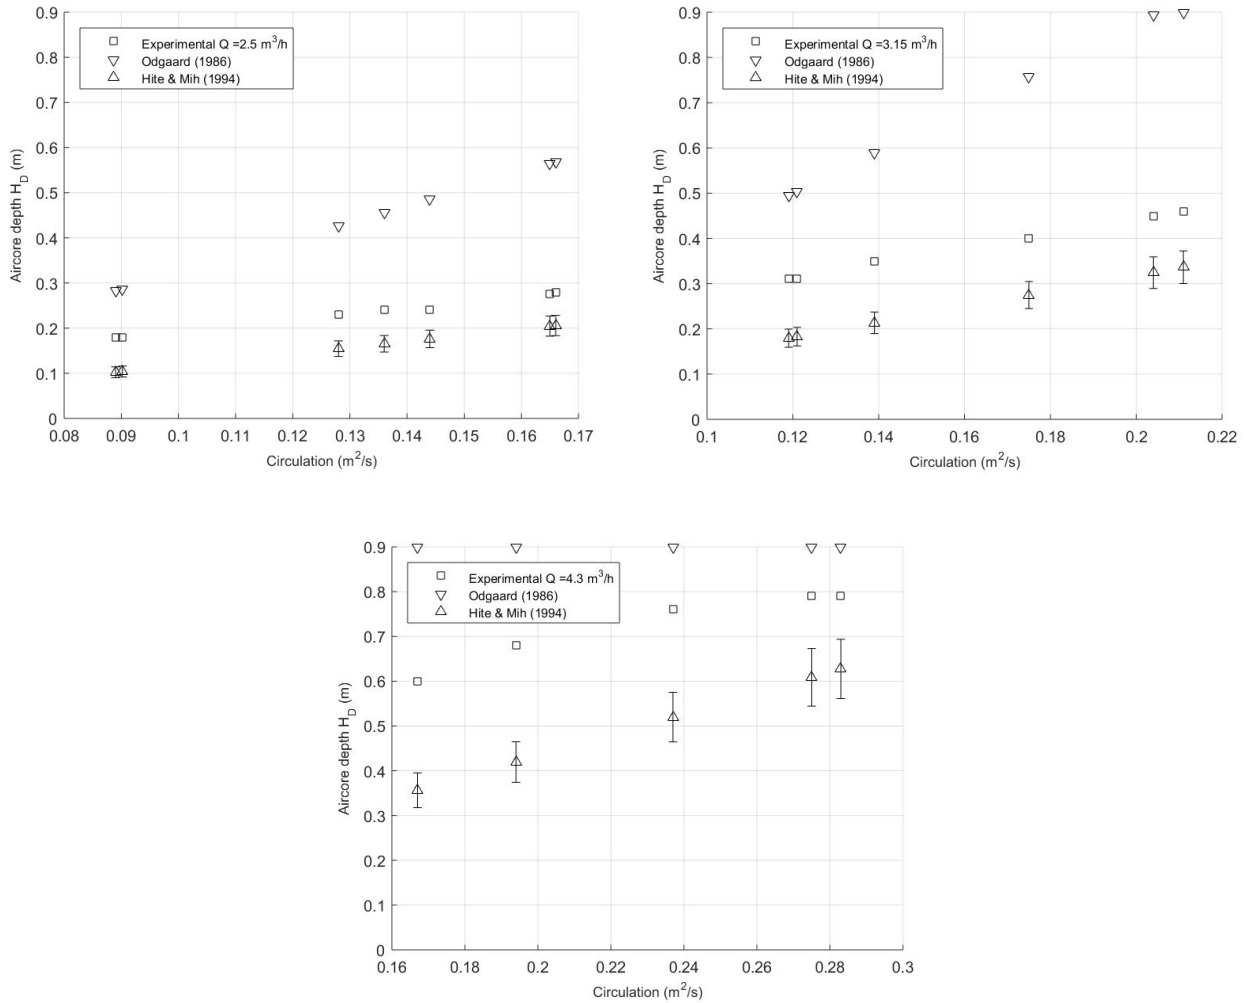 0.9
0.8
0.7
0.6
0.5
0.4
0.3
0.2
0.1
0
Aircore depth H_D (m)
Experimental Q =2.5 m³/h
Odgaard (1986)
Hite & Mih (1994)
0.08 0.09 0.1 0.11 0.12 0.13 0.14 0.15 0.16 0.17
Circulation (m²/s)
0.9
0.8
0.7
0.6
0.5
0.4
0.3
0.2
0.1
0
Aircore depth H_D (m)
Experimental Q =3.15 m³/h
Odgaard (1986)
Hite & Mih (1994)
0.1 0.12 0.14 0.16 0.18 0.2 0.22
Circulation (m²/s)
0.9
0.8
0.7
0.6
0.5
0.4
0.3
0.2
0.1
0
Aircore depth H_D (m)
Experimental Q =4.3 m³/h
Odgaard (1986)
Hite & Mih (1994)
0.16 0.18 0.2 0.22 0.24 0.26 0.28 0.3
Circulation (m²/s)